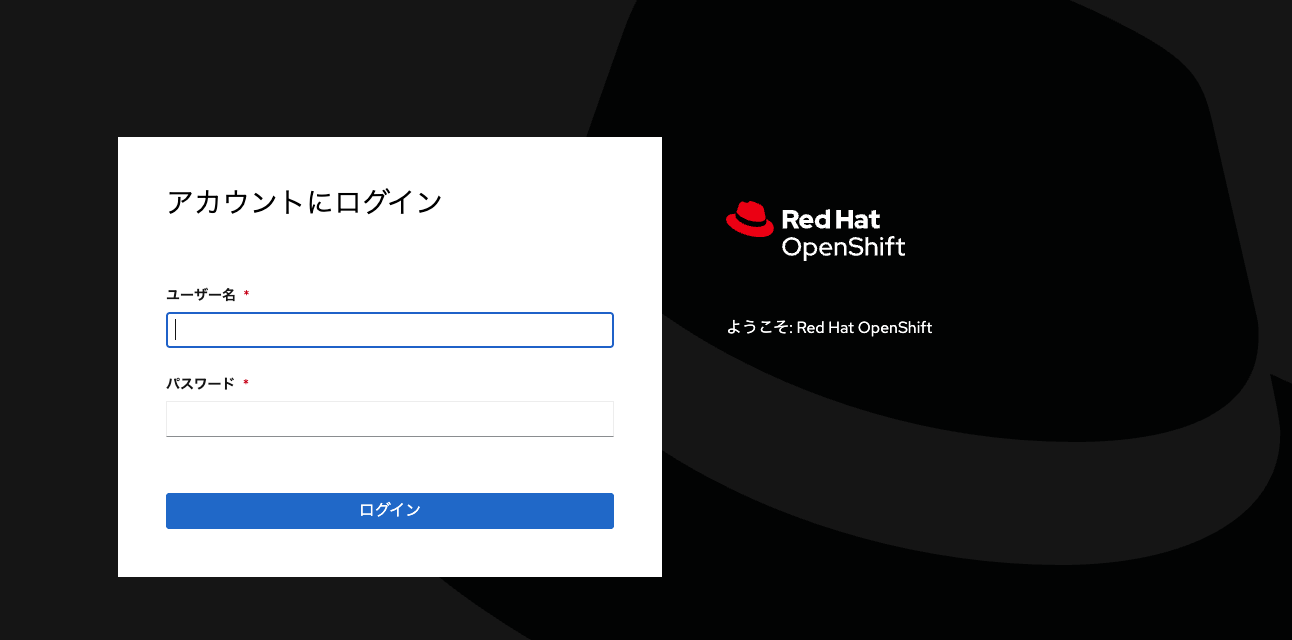 アカウントにログイン
ユーザー名 *
パスワード *
ログイン
Red Hat
OpenShift
ようこそ: Red Hat OpenShift